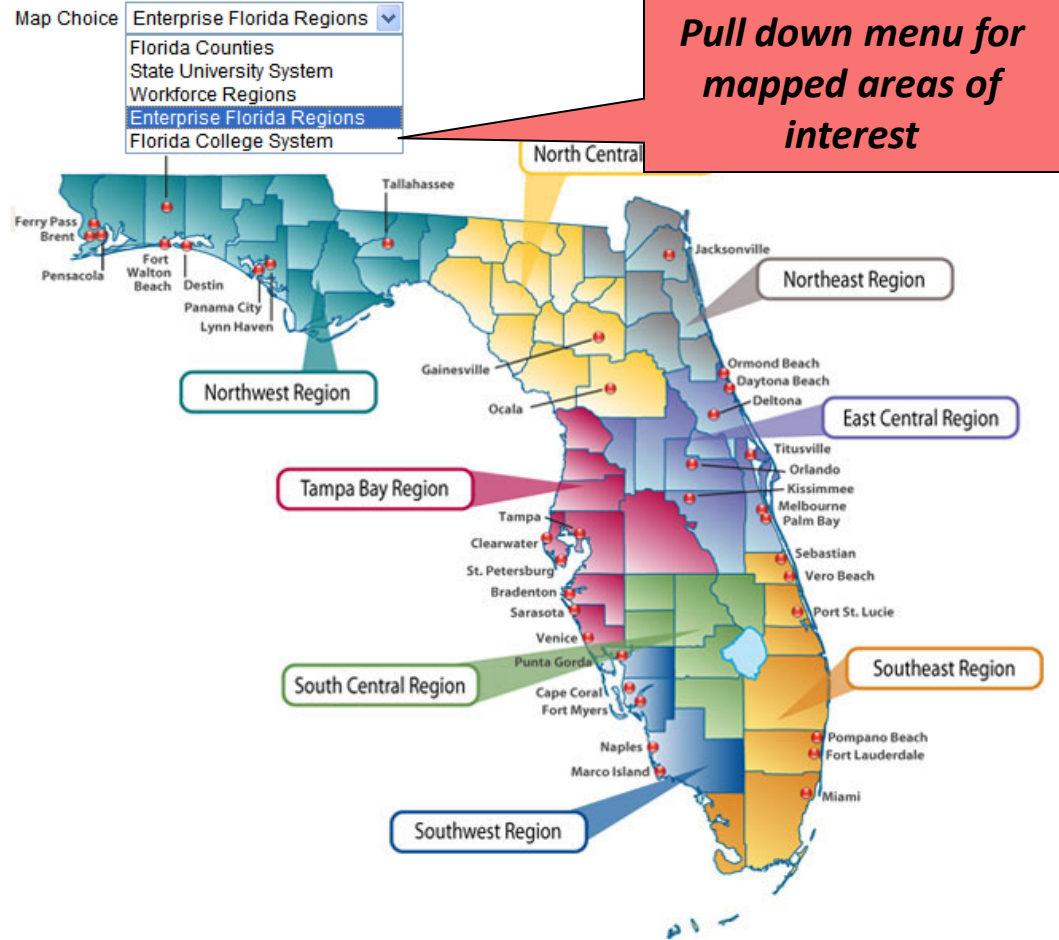 Map Choice Enterprise Florida Regions
Florida Counties
State University System
Workforce Regions
Enterprise Florida Regions
Florida College System
Pull down menu for
mapped areas of
interest
North Central
Tallahassee
Ferry Pass
Brent
Pensacola
Fort
Walton
Beach
Destin
Panama City
Lynn Haven
Jacksonville
Northeast Region
Northwest Region
Gainesville
Ocala
Ormond Beach
Daytona Beach
Deltona
East Central Region
Titusville
Orlando
Kissimmee
Melbourne
Palm Bay
Tampa Bay Region
Tampa
Clearwater
St. Petersburg
Bradenton
Sarasota
Venice
Punta Gorda
Sebastian
Vero Beach
Port St. Lucie
South Central Region
Southeast Region
Cape Coral
Fort Myers
Naples
Marco Island
Pompano Beach
Fort Lauderdale
Miami
Southwest Region